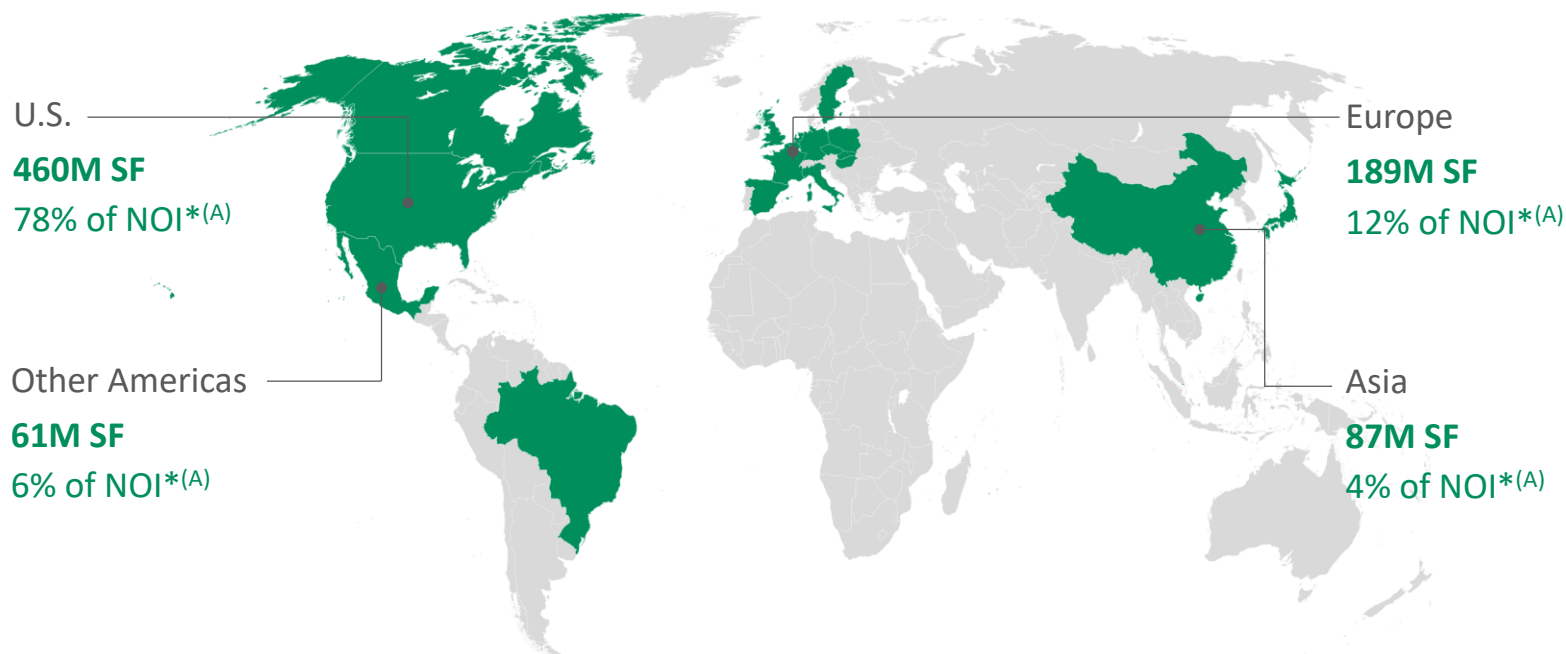 U.S.
460M SF
78% of NOI*(A)
Other Americas
61M SF
6% of NOI*(A)
Europe
189M SF
12% of NOI*(A)
Asia
87M SF
4% of NOI*(A)